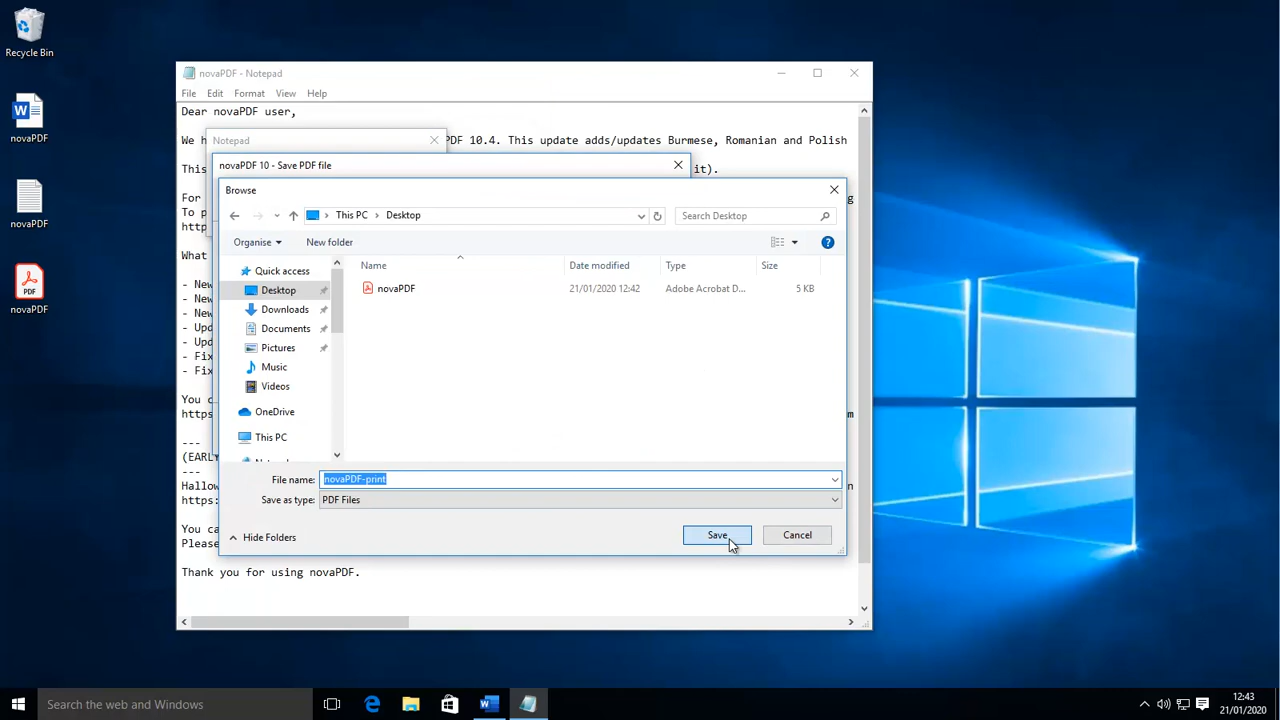 Recycle Bin
novaPDF
novaPDF
PDF
novaPDF
novaPDF - Notepad
File Edit Format View Help
Dear novaPDF user,
We h
PDF 10.4. This update adds/updates Burmese, Romanian and Polish
Notepad
This
it).
novaPDF 10 - Save PDF file
For
To p
http
What
- New
- New
- New
- Upd
- Upd
- Fix
- Fix
You c
https:
---
(EARLY
---
Hallow
https:
You ca
Please
Thank you for using novaPDF.
Browse
This PC Desktop
Search Desktop
Organise New folder
Name Date modified Type Size
novaPDF 21/01/2020 12:42 Adobe Acrobat D... 5 KB
Quick access
Desktop
Downloads
Documents
Pictures
Music
Videos
OneDrive
This PC
File name: novaPDF-print
Save as type: PDF Files
Hide Folders
Save Cancel
Search the web and Windows
12:43
21/01/2020